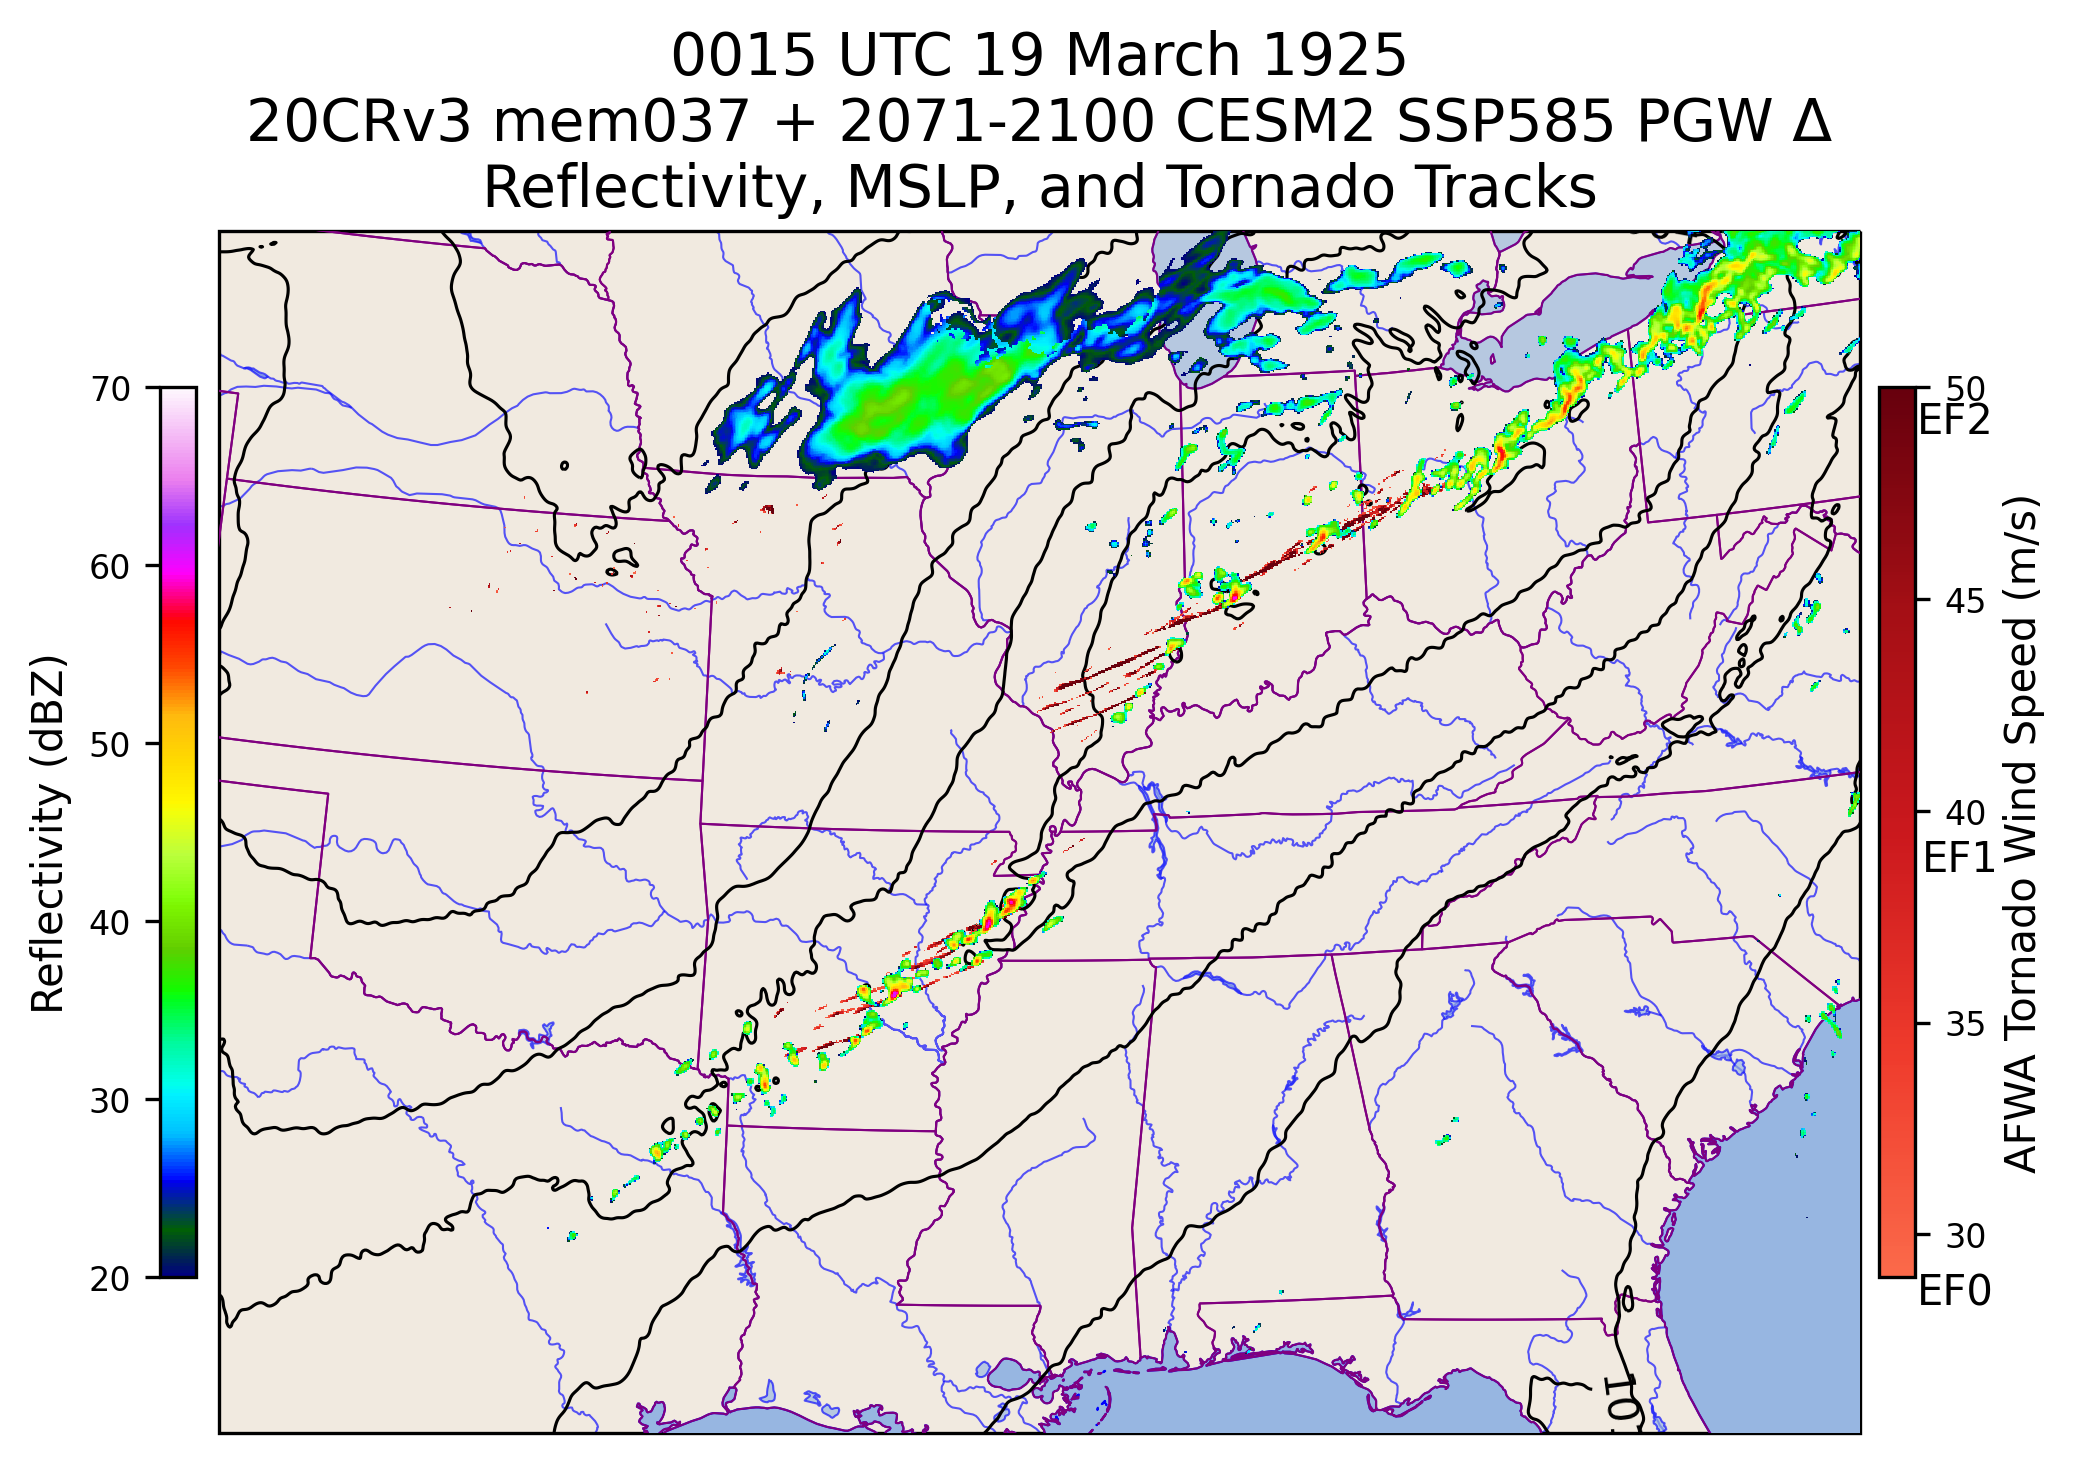 0015 UTC 19 March 1925
20CRv3 mem037 + 2071-2100 CESM2 SSP585 PGW Δ
Reflectivity, MSLP, and Tornado Tracks
70
60
50
40
30
20
Reflectivity (dBZ)
50
EF2
45
40
EF1
35
30
EF0
AFWA Tornado Wind Speed (m/s)